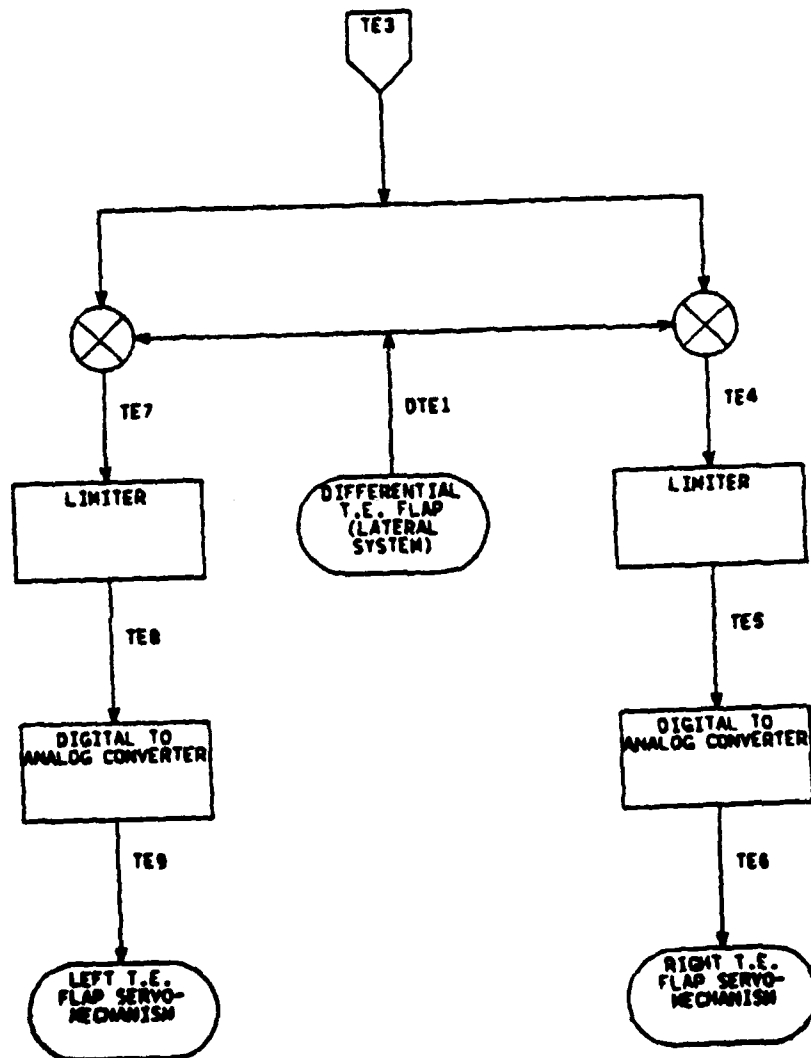 TE3
TE7
DTE1
TE4
LIMITER
DIFFERENTIAL
T.E. FLAP
(LATERAL
SYSTEM)
LIMITER
TE8
TE5
DIGITAL TO
ANALOG CONVERTER
DIGITAL TO
ANALOG CONVERTER
TE9
TE6
LEFT T.E.
FLAP SERVO-
MECHANISM
RIGHT T.E.
FLAP SERVO-
MECHANISM